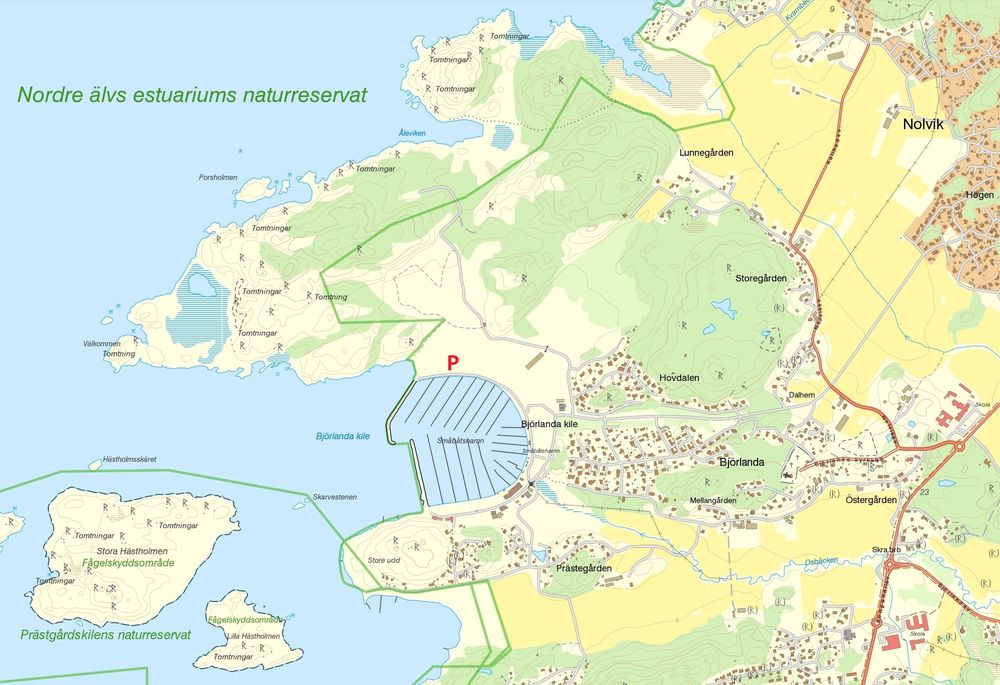 Tomtningar
Kvarnbäcken
9
Tomtningar
Nordre älvs estuariums naturreservat
Tomtningar
Nolvik
Åleviken
Lunnegården
Tomtningar
Porsholmen
Högen
Tomtningar
Storegården
(R)
Tomtningar
Tomtning
Tomtningar
Välkommen
Tomtning
P
Hovdalen
Dalhem
Skola
Björlanda kile
Björlanda kile
Småbåtshamn
Småbåtshamn
Björlanda
Hästholmsskäret
Skarvestenen
Mellangården
Östergården
23
Tomtningar
Tomtningar
Stora Hästholmen
Fågelskyddsområde
Store udd
Skra bro
Osbäcken
Prästegården
Tomtningar
Fågelskyddsområde
Prästgårdskilens naturreservat
Lilla Hästholmen
Tomtningar
Skola